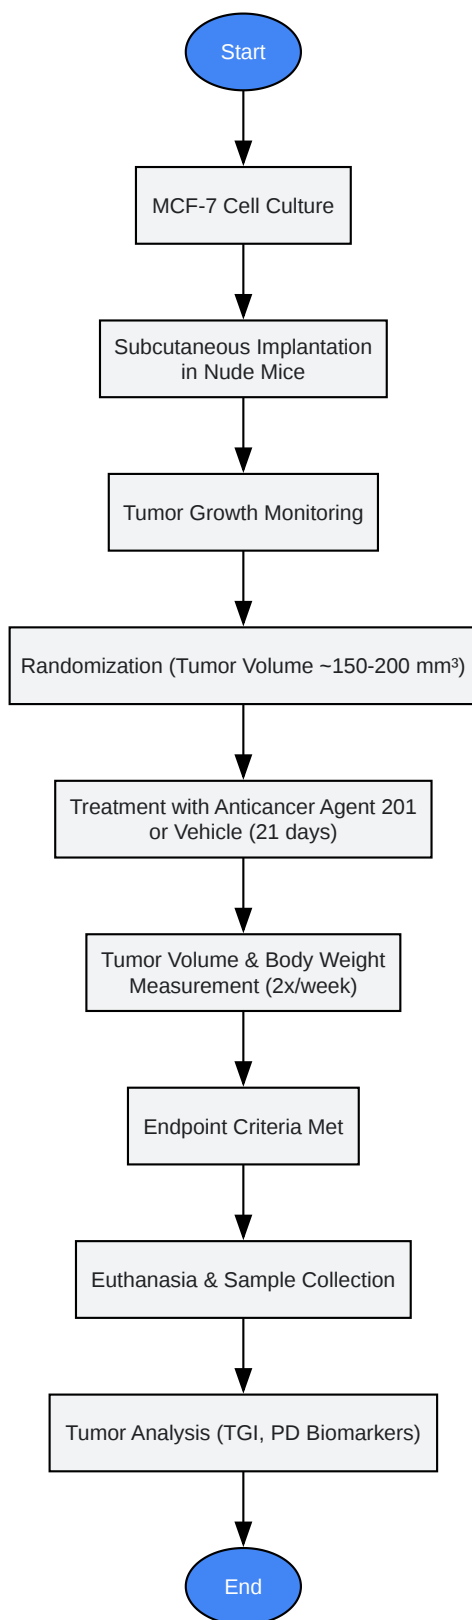 Start
MCF-7 Cell Culture
Subcutaneous Implantation
in Nude Mice
Tumor Growth Monitoring
Randomization (Tumor Volume ~150-200 mm³)
Treatment with Anticancer Agent 201
or Vehicle (21 days)
Tumor Volume & Body Weight
Measurement (2x/week)
Endpoint Criteria Met
Euthanasia & Sample Collection
Tumor Analysis (TGI, PD Biomarkers)
End